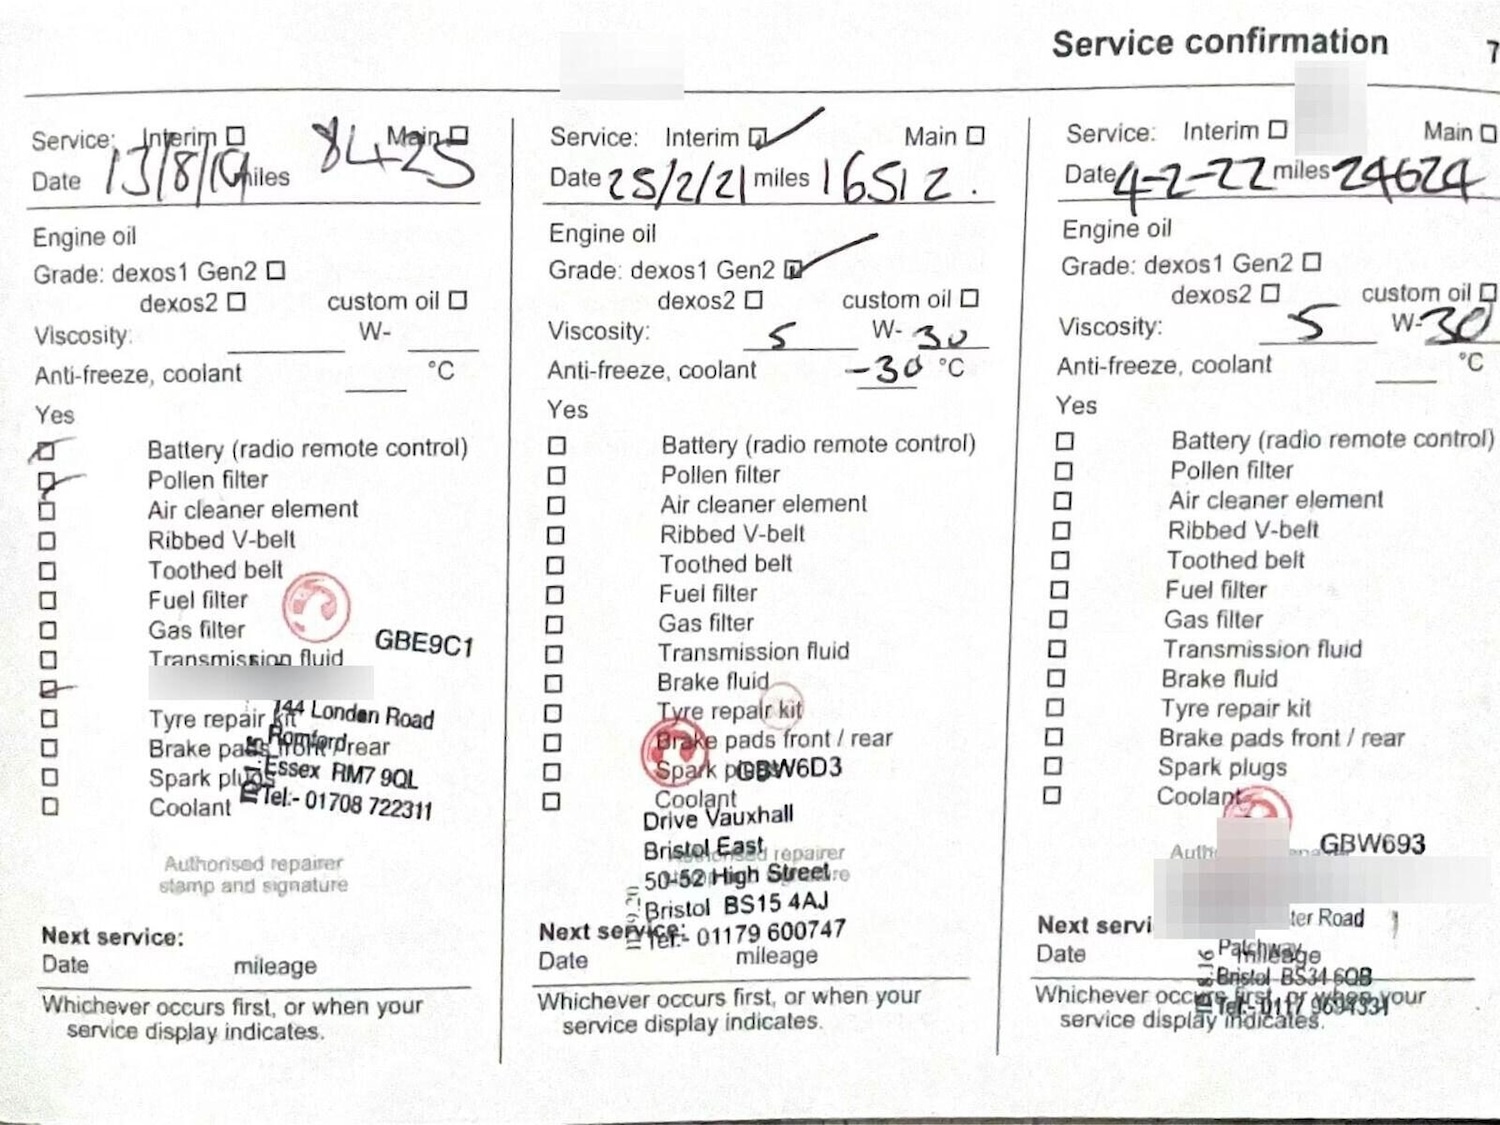 Service confirmation 7
Service: Interim Main
Date 13/8/19 miles 8425
Engine oil
Grade: dexos1 Gen2
dexos2 custom oil
Viscosity: W-
Anti-freeze, coolant °C
Yes
Battery (radio remote control)
Pollen filter
Air cleaner element
Ribbed V-belt
Toothed belt
Fuel filter
Gas filter
GBE9C1
Transmission fluid
144 London Road
Tyre repair kit
Romford
Brake pads front / rear
Essex RM7 9QL
Spark plugs
Tel:- 01708 722311
Coolant
Authorised repairer
stamp and signature
Next service:
Date mileage
Whichever occurs first, or when your
service display indicates.
Service: Interim Main
Date 25/2/21 miles 16512.
Engine oil
Grade: dexos1 Gen2
dexos2 custom oil
Viscosity: 5 W- 30
Anti-freeze, coolant -30 °C
Yes
Battery (radio remote control)
Pollen filter
Air cleaner element
Ribbed V-belt
Toothed belt
Fuel filter
Gas filter
Transmission fluid
Brake fluid
Tyre repair kit
Brake pads front / rear
Spark plugs
GBW6D3
Coolant
Drive Vauxhall
Bristol East
Authorised repairer
50-52 High Street
Bristol BS15 4AJ
Next service:
Tel:- 01179 600747
Date mileage
Whichever occurs first, or when your
service display indicates.
Service: Interim Main
Date 4-2-22 miles 24624
Engine oil
Grade: dexos1 Gen2
dexos2 custom oil
Viscosity: 5 W-30
Anti-freeze, coolant °C
Yes
Battery (radio remote control)
Pollen filter
Air cleaner element
Ribbed V-belt
Toothed belt
Fuel filter
Gas filter
Transmission fluid
Brake fluid
Tyre repair kit
Brake pads front / rear
Spark plugs
Coolant
GBW693
Next servi
ter Road
Patchway
Date mileage
Bristol BS34 6QB
Whichever occurs first, or when your
Tel:- 0117 9694331
service display indicates.